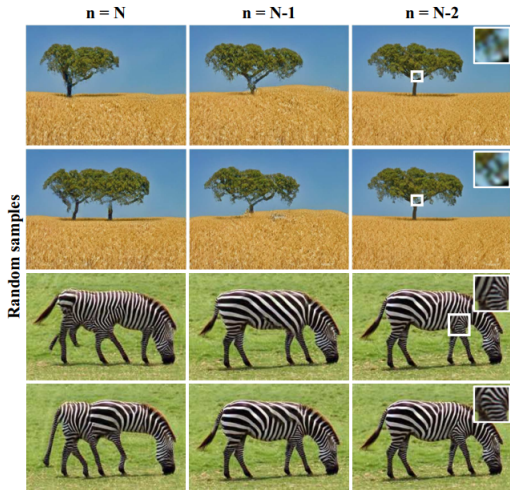 n = N
n = N-1
n = N-2
Random samples